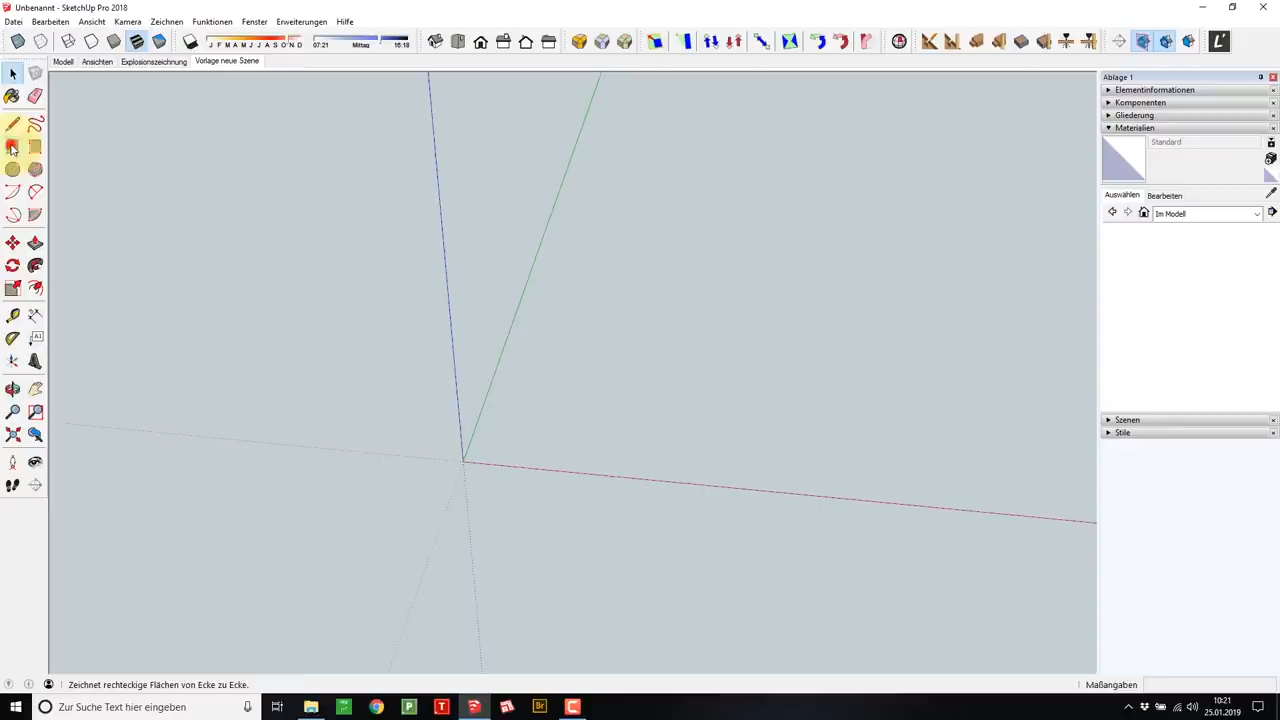 Unbenannt - SketchUp Pro 2018
Datei Bearbeiten Ansicht Kamera Zeichnen Funktionen Fenster Erweiterungen Hilfe
J F M A M J J A S O N D 07:21 Mittag 16:18
Modell Ansichten Explosionszeichnung Vorlage neue Szene
Ablage 1
Elementinformationen
Komponenten
Gliederung
Materialien
Standard
Auswählen Bearbeiten
Im Modell
Szenen
Stile
Zeichnet rechteckige Flächen von Ecke zu Ecke.
Maßangaben
Zur Suche Text hier eingeben
P T Br C
10:21
25.01.2019